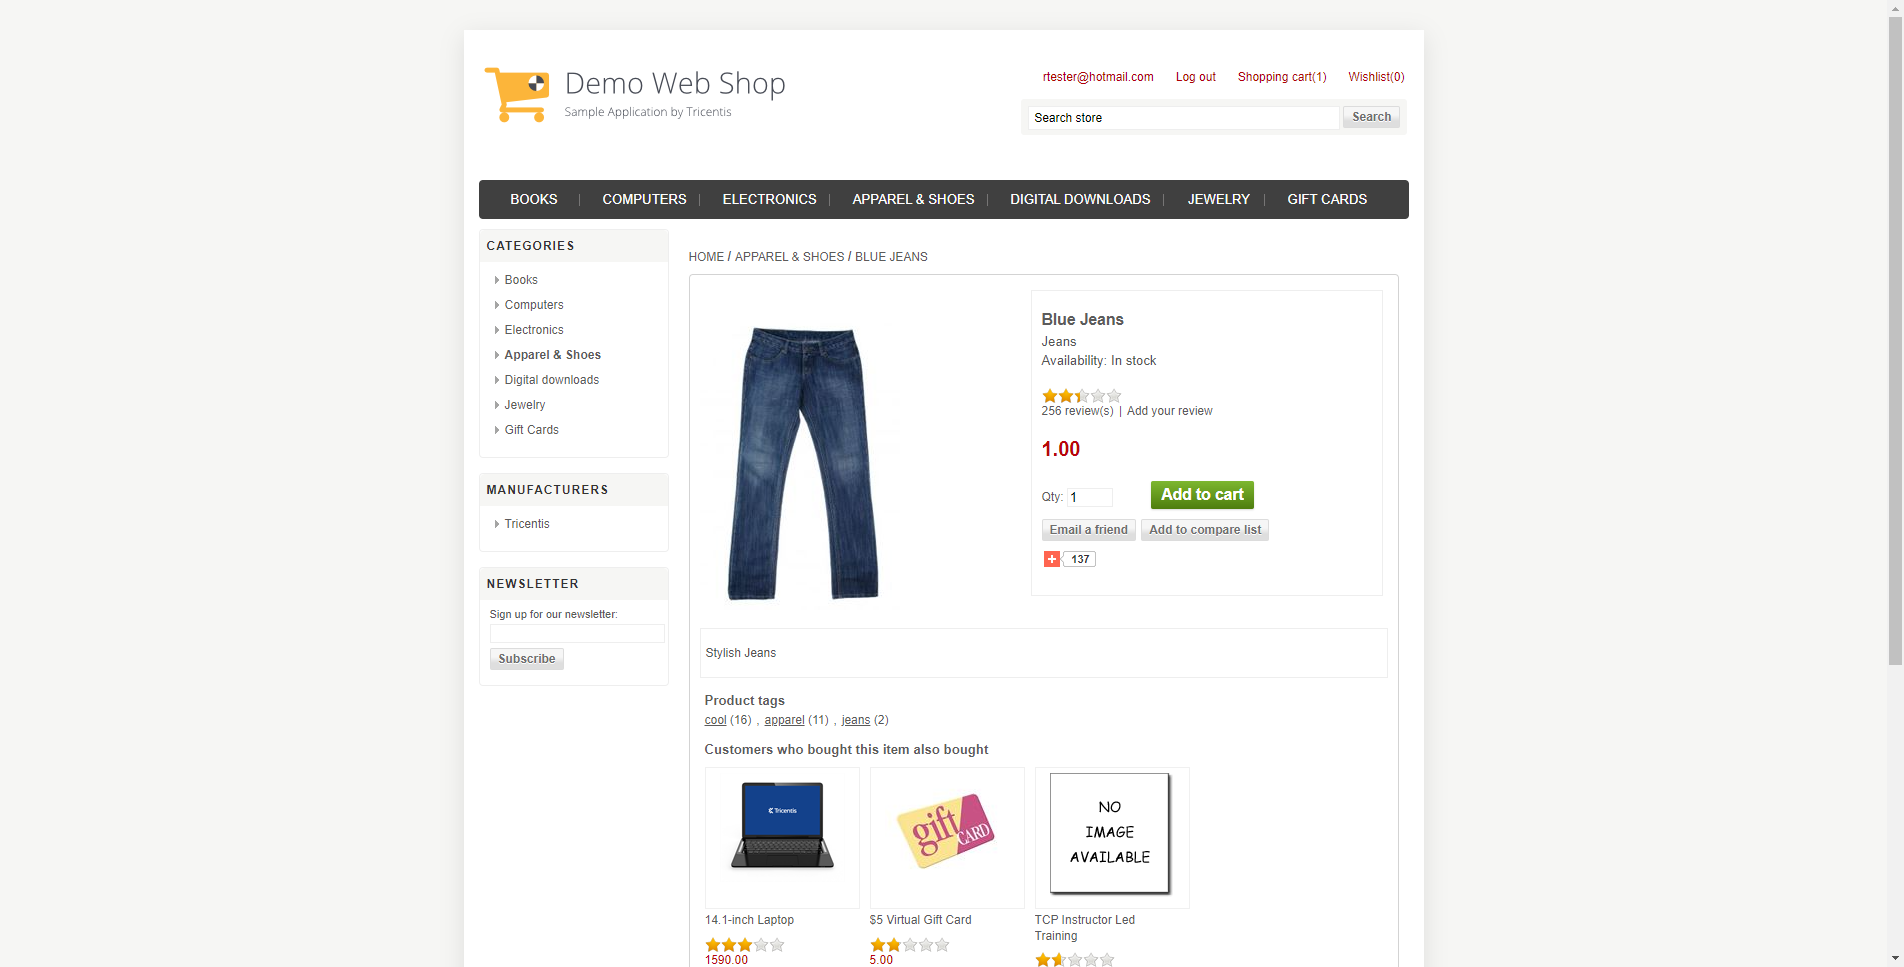 Demo Web Shop
Sample Application by Tricentis
rtester@hotmail.com Log out Shopping cart(1) Wishlist(0)
Search store Search
BOOKS | COMPUTERS | ELECTRONICS | APPAREL & SHOES | DIGITAL DOWNLOADS | JEWELRY | GIFT CARDS
CATEGORIES
Books
Computers
Electronics
Apparel & Shoes
Digital downloads
Jewelry
Gift Cards
MANUFACTURERS
Tricentis
NEWSLETTER
Sign up for our newsletter:
Subscribe
HOME / APPAREL & SHOES / BLUE JEANS
Blue Jeans
Jeans
Availability: In stock
256 review(s) | Add your review
1.00
Qty: 1 Add to cart
Email a friend Add to compare list
+ 137
Stylish Jeans
Product tags
cool (16) , apparel (11) , jeans (2)
Customers who bought this item also bought
Tricentis
gift CARD
NO
IMAGE
AVAILABLE
14.1-inch Laptop
1590.00
$5 Virtual Gift Card
5.00
TCP Instructor Led
Training